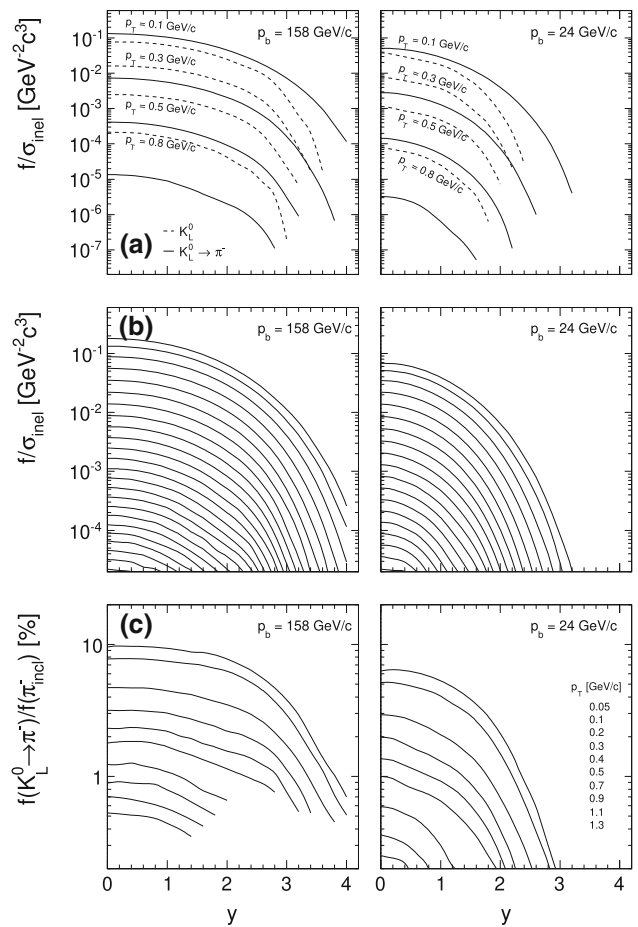 p_T = 0.1 GeV/c
p_b = 158 GeV/c
p_T = 0.3 GeV/c
p_T = 0.5 GeV/c
p_T = 0.8 GeV/c
f/σ_inel [GeV⁻²c³]
10⁻¹
10⁻²
10⁻³
10⁻⁴
10⁻⁵
10⁻⁶
10⁻⁷
(a)
K⁰_L
K⁰_L → π⁻
p_b = 24 GeV/c
p_T = 0.1 GeV/c
p_T = 0.3 GeV/c
p_T = 0.5 GeV/c
p_T = 0.8 GeV/c
(b)
p_b = 158 GeV/c
f/σ_inel [GeV⁻²c³]
10⁻¹
10⁻²
10⁻³
10⁻⁴
p_b = 24 GeV/c
(c)
p_b = 158 GeV/c
f(K⁰_L→π⁻)/f(π⁻_incl) [%]
10
1
0 1 2 3 4
y
p_b = 24 GeV/c
p_T [GeV/c]
0.05
0.1
0.2
0.3
0.4
0.5
0.7
0.9
1.1
1.3
0 1 2 3 4
y